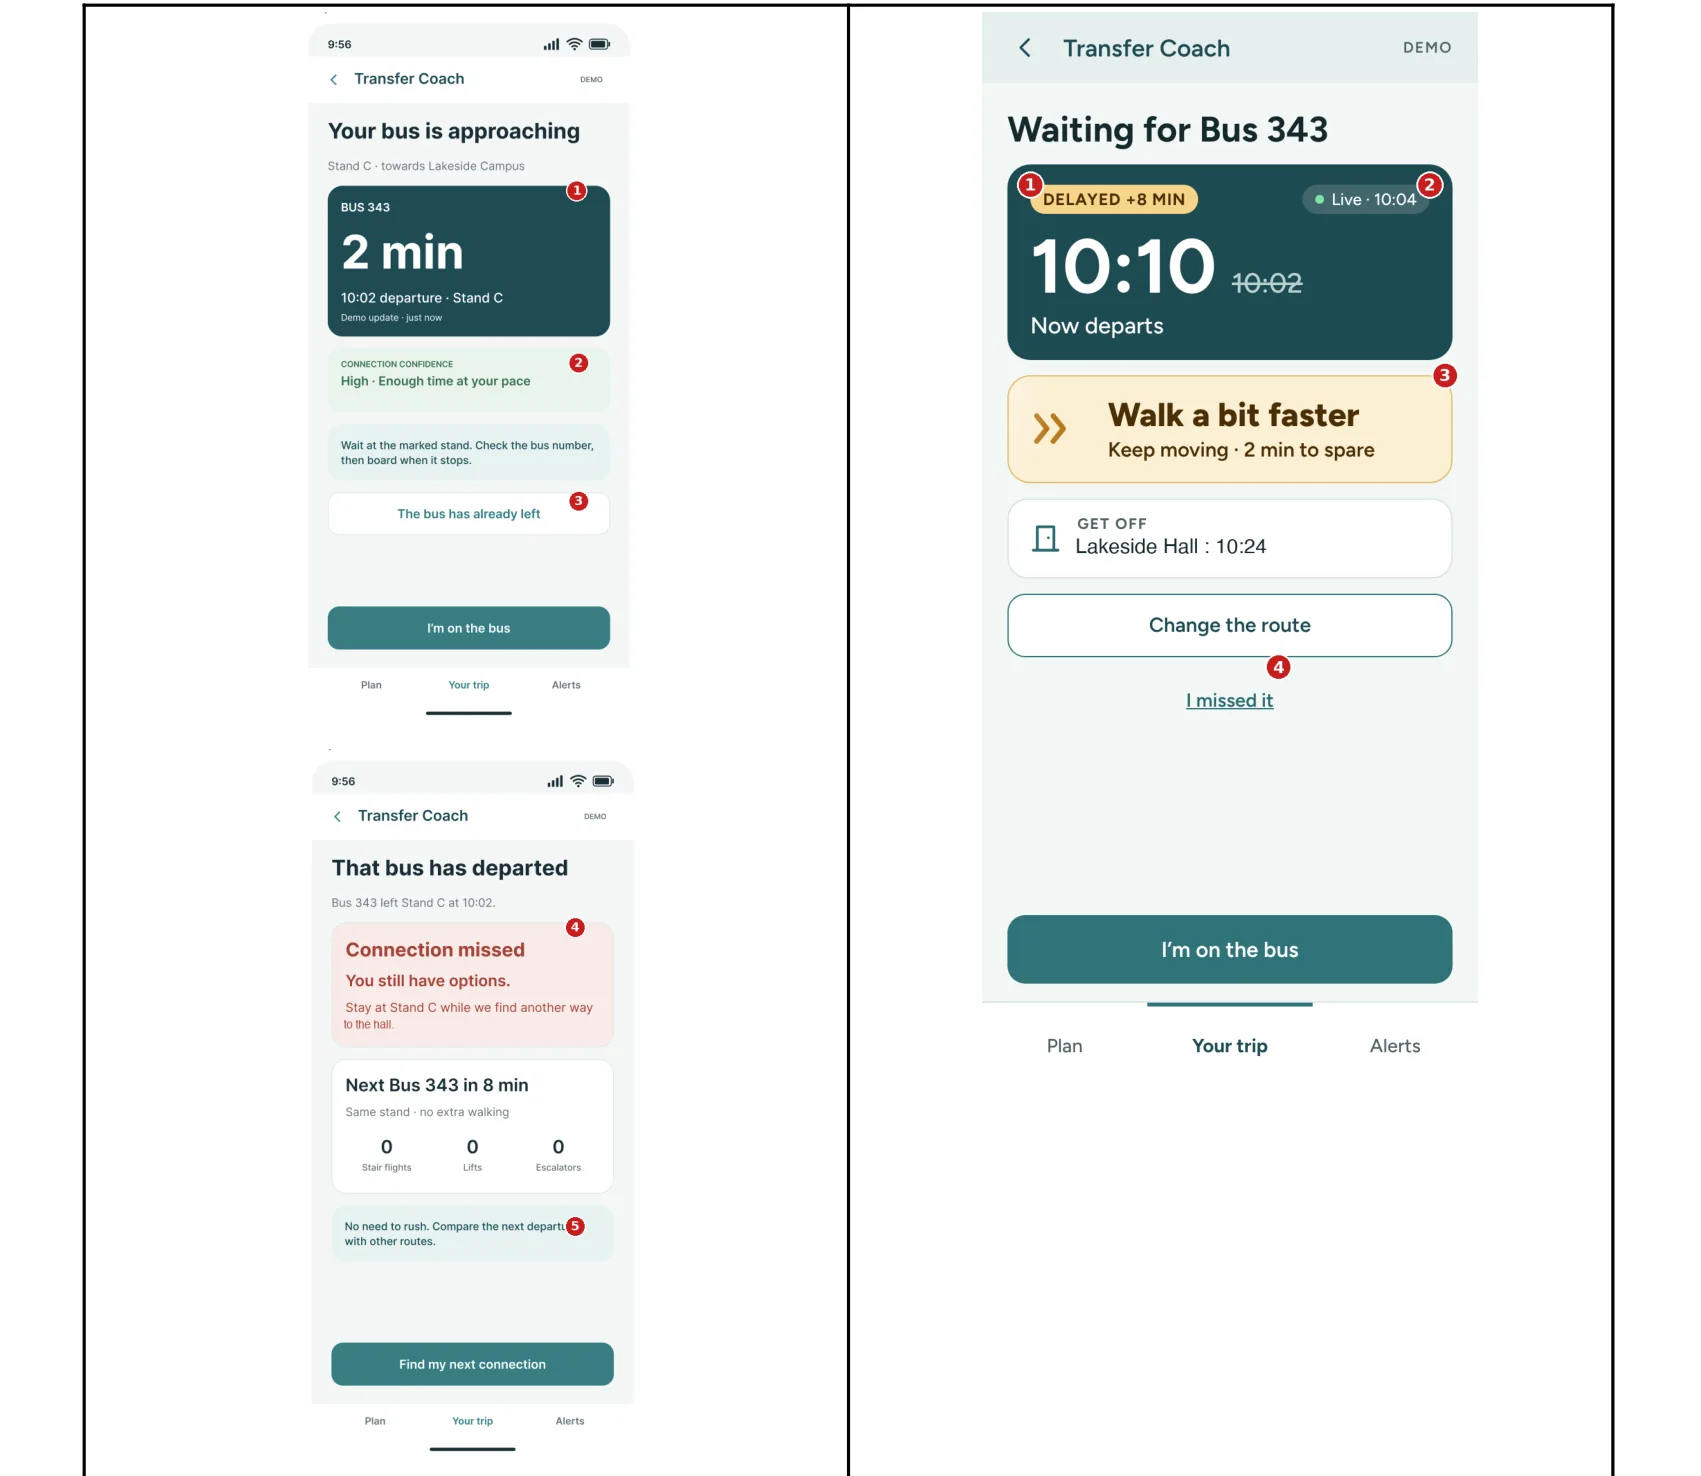 9:56
Transfer Coach
DEMO
Your bus is approaching
Stand C · towards Lakeside Campus
1
BUS 343
2 min
10:02 departure · Stand C
Demo update · just now
CONNECTION CONFIDENCE
2
High · Enough time at your pace
Wait at the marked stand. Check the bus number,
then board when it stops.
3
The bus has already left
I'm on the bus
Plan
Your trip
Alerts
9:56
Transfer Coach
DEMO
That bus has departed
Bus 343 left Stand C at 10:02.
4
Connection missed
You still have options.
Stay at Stand C while we find another way
to the hall.
Next Bus 343 in 8 min
Same stand · no extra walking
0 0 0
Stair flights Lifts Escalators
No need to rush. Compare the next
5
with other routes.
Find my next connection
Plan
Your trip
Alerts
Transfer Coach
DEMO
Waiting for Bus 343
1
DELAYED +8 MIN
Live · 10:04
2
10:10 10:02
Now departs
3
Walk a bit faster
Keep moving · 2 min to spare
GET OFF
Lakeside Hall : 10:24
Change the route
4
I missed it
I'm on the bus
Plan
Your trip
Alerts